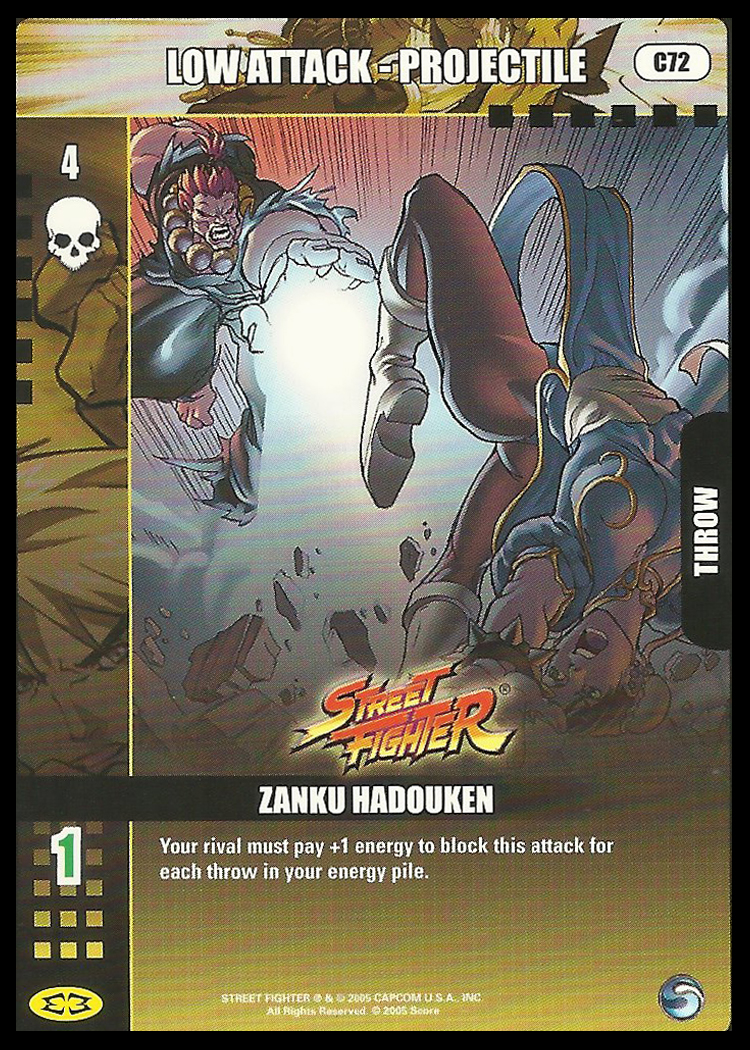 LOW ATTACK - PROJECTILE
C72
4
THROW
STREET
FIGHTER®
ZANKU HADOUKEN
1
Your rival must pay +1 energy to block this attack for
each throw in your energy pile.
STREET FIGHTER ® & © 2005 CAPCOM U.S.A., INC
All Rights Reserved. © 2005 Score